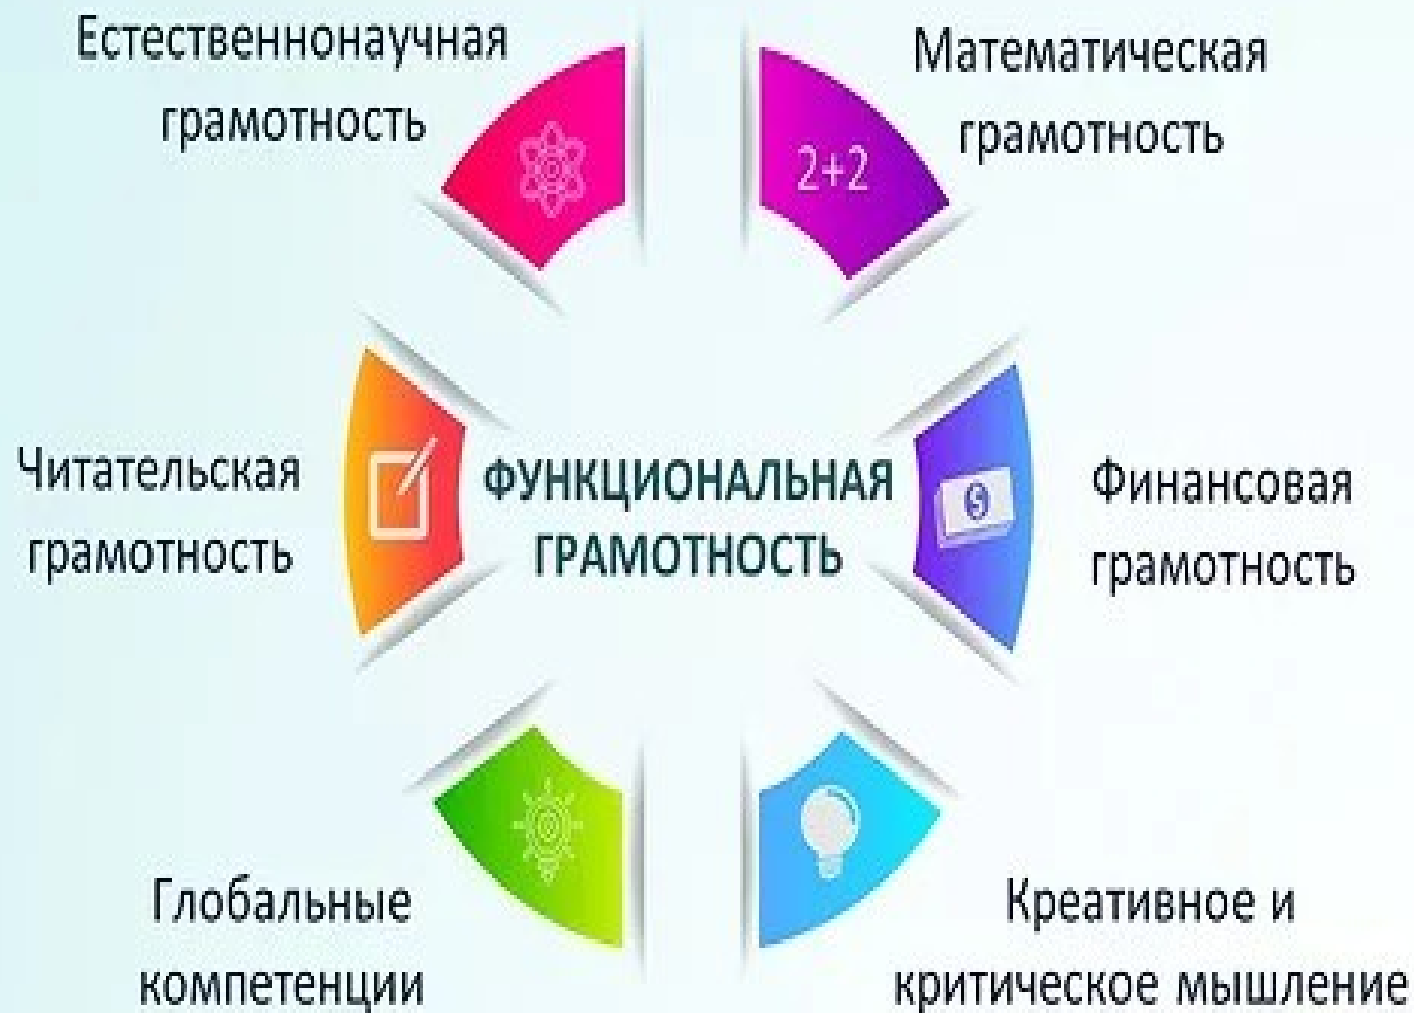 Естественнонаучная
грамотность
Математическая
грамотность
2+2
Читательская
грамотность
ФУНКЦИОНАЛЬНАЯ
ГРАМОТНОСТЬ
Финансовая
грамотность
Глобальные
компетенции
Креативное и
критическое мышление